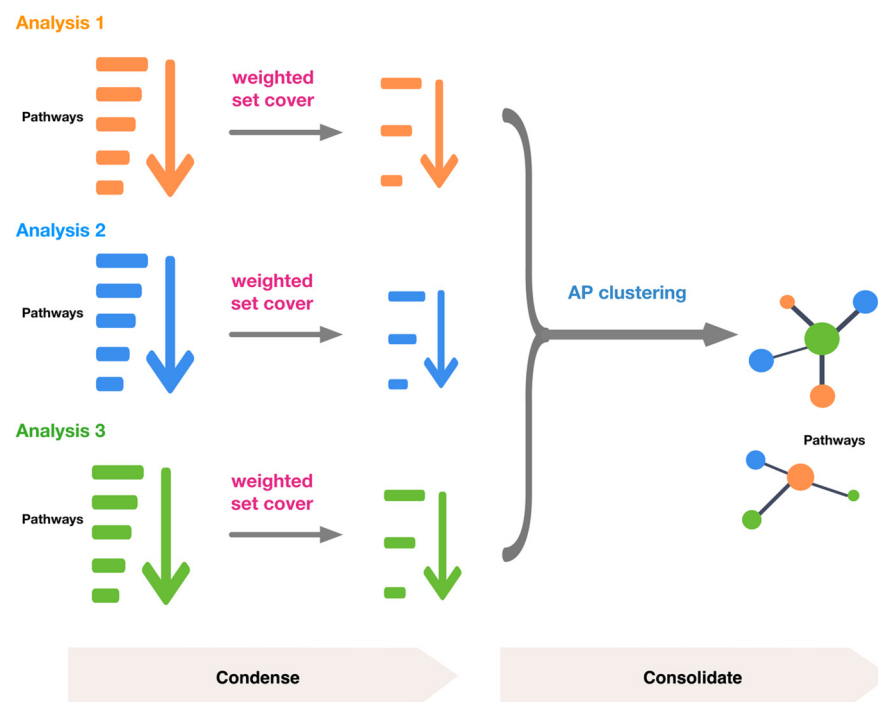 Analysis 1
Pathways
weighted
set cover
Analysis 2
Pathways
weighted
set cover
AP clustering
Analysis 3
Pathways
weighted
set cover
Pathways
Condense
Consolidate